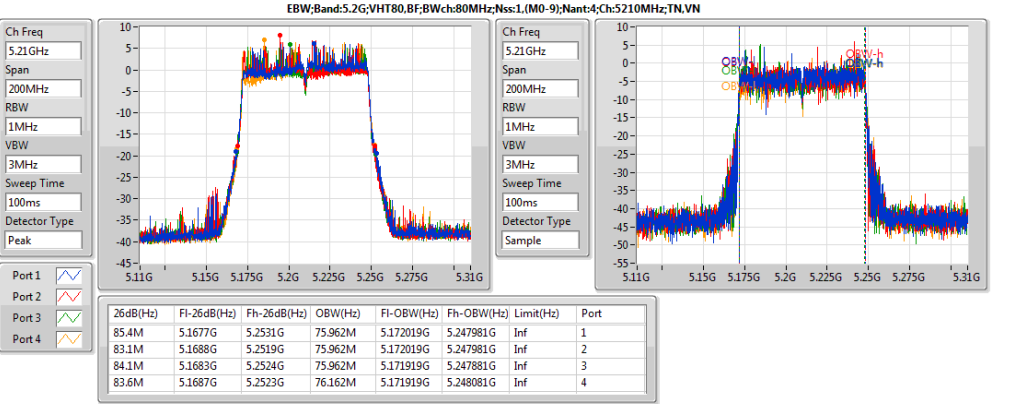 EBW;Band:5.2G;VHT80,BF;BWch:80MHz;Nss:1,(M0-9);Nant:4;Ch:5210MHz;TN,VN
Ch Freq
5.21GHz
Span
200MHz
RBW
1MHz
VBW
3MHz
Sweep Time
100ms
Detector Type
Peak
10
5
0
-5
-10
-15
-20
-25
-30
-35
-40
-45
5.11G 5.15G 5.175G 5.2G 5.225G 5.25G 5.275G 5.31G
Ch Freq
5.21GHz
Span
200MHz
RBW
1MHz
VBW
3MHz
Sweep Time
100ms
Detector Type
Sample
10
5
0
-5
-10
-15
-20
-25
-30
-35
-40
-45
-50
-55
OBW-h
OBW OBW-h
OBW
OBW
5.11G 5.15G 5.175G 5.2G 5.225G 5.25G 5.275G 5.31G
Port 1
Port 2
Port 3
Port 4
26dB(Hz) Fl-26dB(Hz) Fh-26dB(Hz) OBW(Hz) Fl-OBW(Hz) Fh-OBW(Hz) Limit(Hz) Port
85.4M 5.1677G 5.2531G 75.962M 5.172019G 5.247981G Inf 1
83.1M 5.1688G 5.2519G 75.962M 5.172019G 5.247981G Inf 2
84.1M 5.1683G 5.2524G 75.962M 5.171919G 5.247881G Inf 3
83.6M 5.1687G 5.2523G 76.162M 5.171919G 5.248081G Inf 4